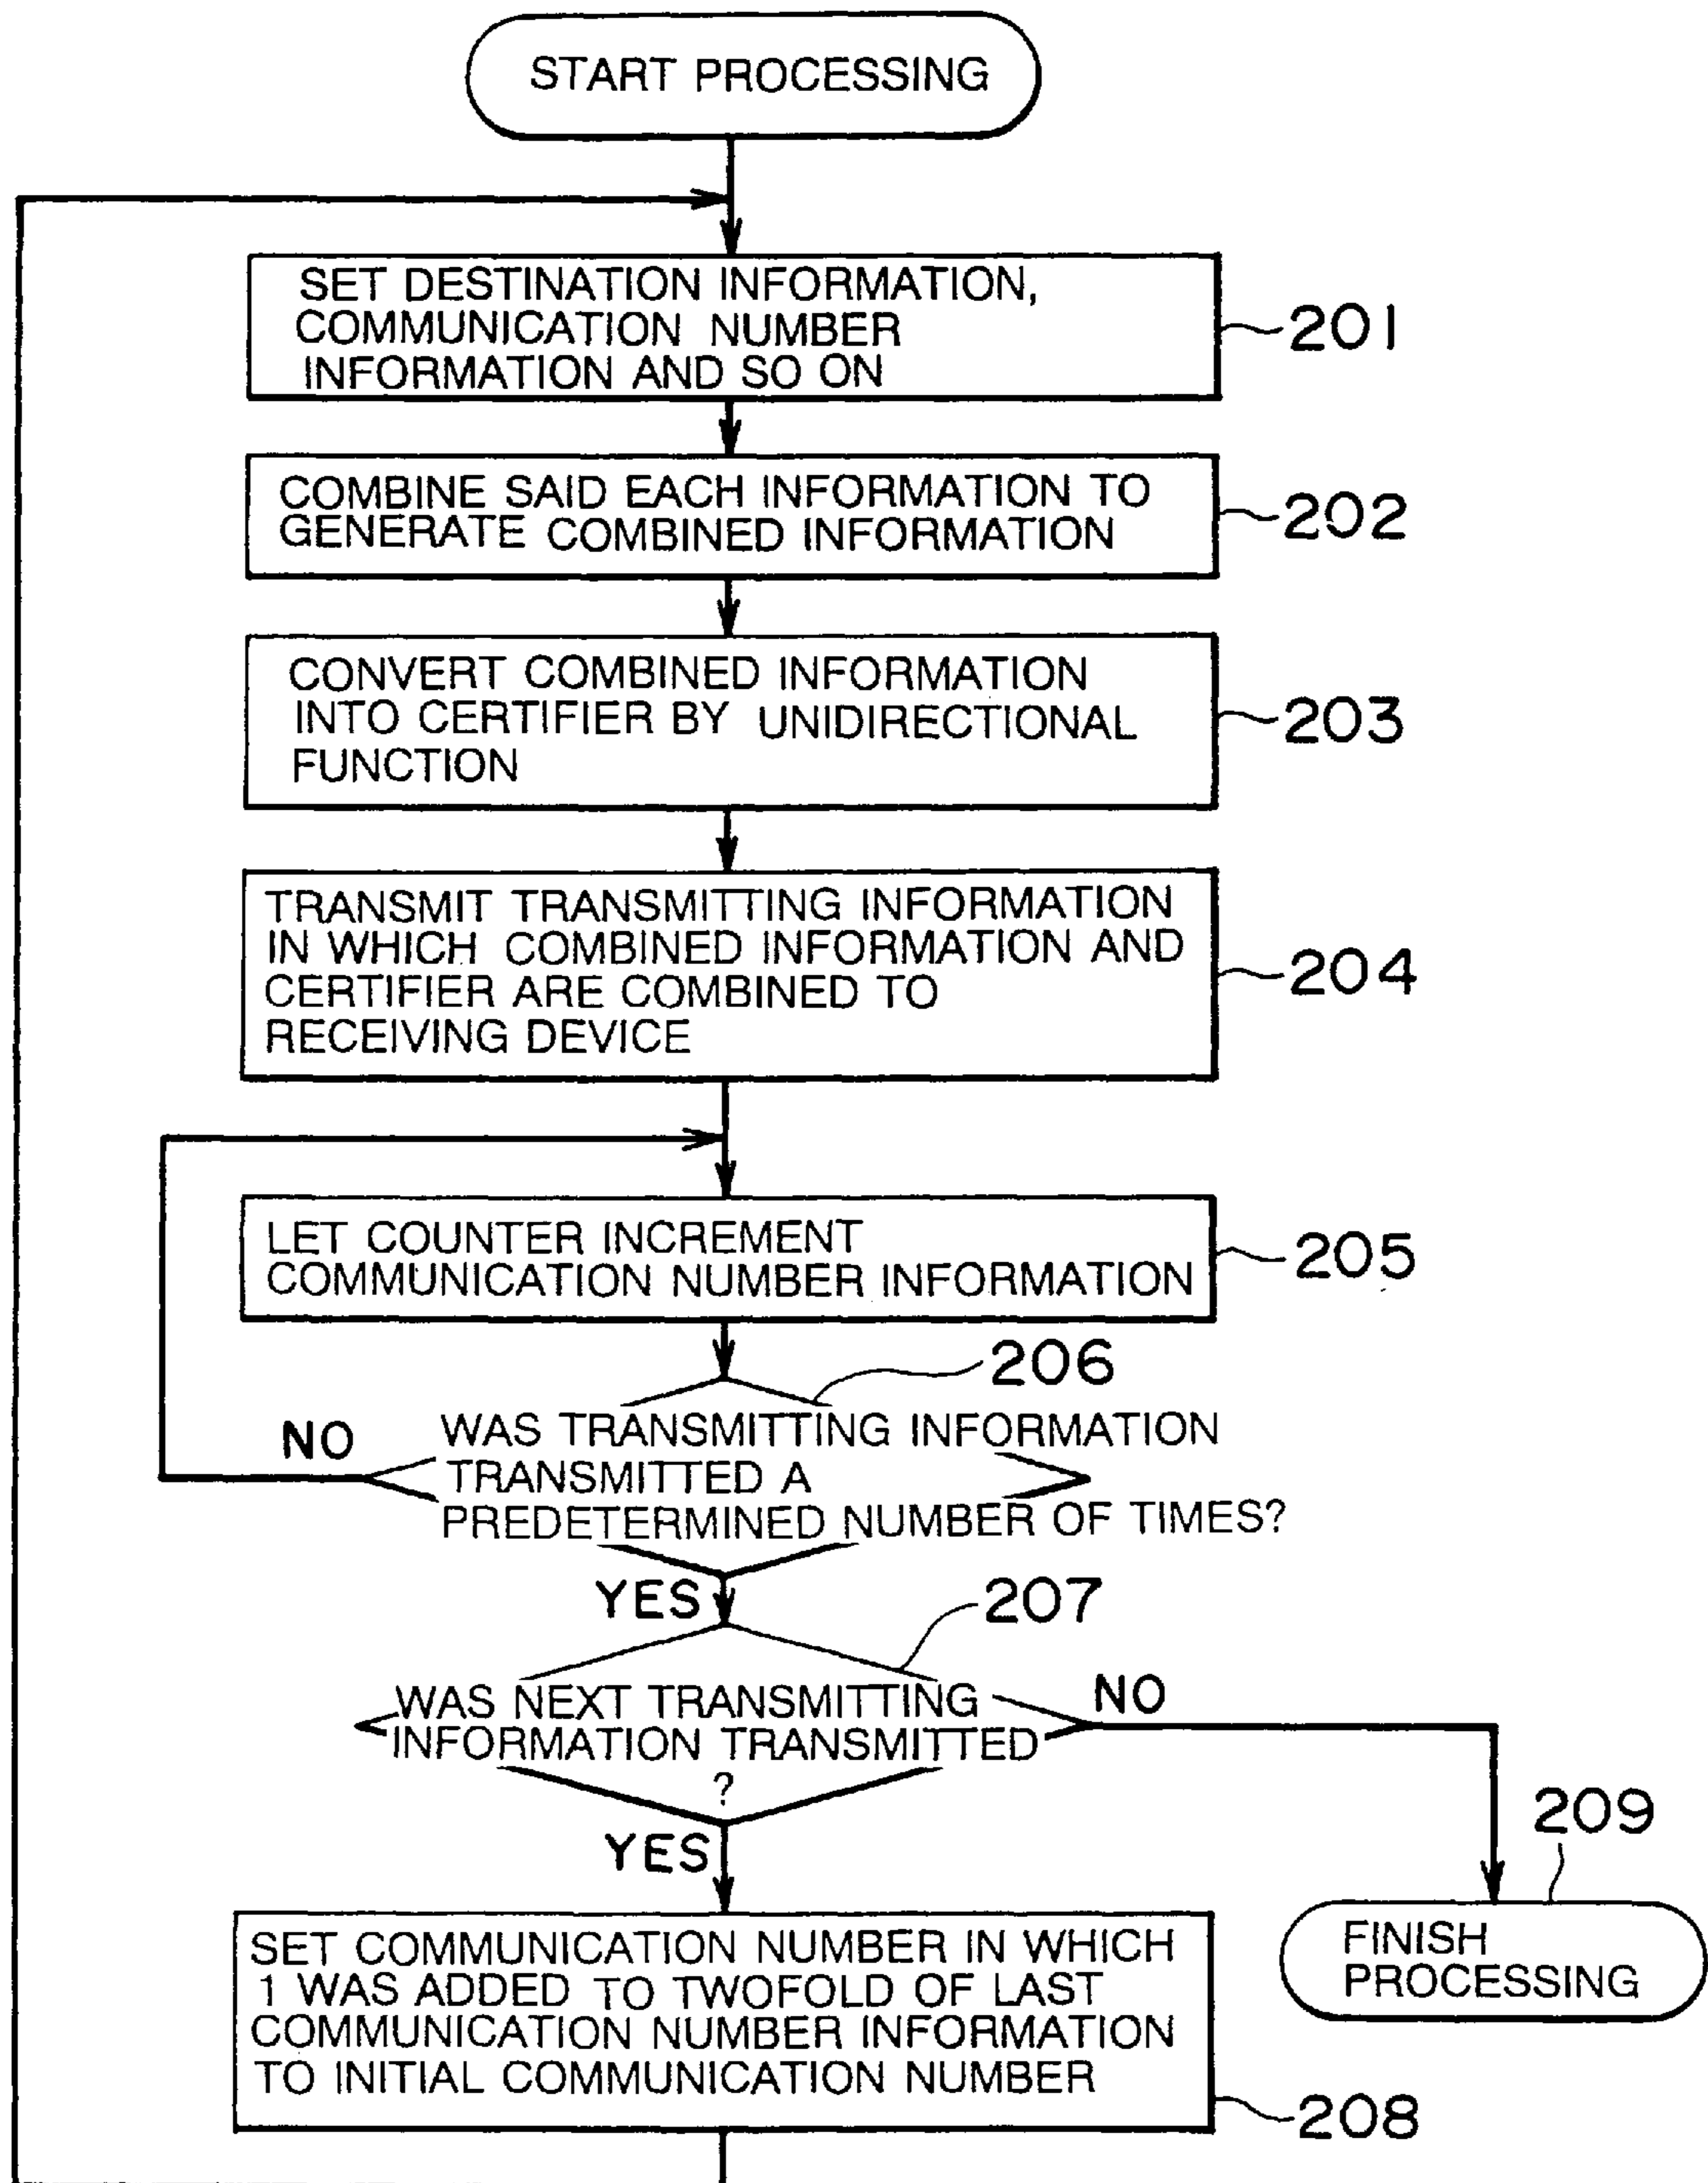 START PROCESSING
SET DESTINATION INFORMATION,
COMMUNICATION NUMBER
INFORMATION AND SO ON
201
COMBINE SAID EACH INFORMATION TO
GENERATE COMBINED INFORMATION
202
CONVERT COMBINED INFORMATION
INTO CERTIFIER BY UNIDIRECTIONAL
FUNCTION
203
TRANSMIT TRANSMITTING INFORMATION
IN WHICH COMBINED INFORMATION AND
CERTIFIER ARE COMBINED TO
RECEIVING DEVICE
204
LET COUNTER INCREMENT
COMMUNICATION NUMBER INFORMATION
205
206
NO
WAS TRANSMITTING INFORMATION
TRANSMITTED A
PREDETERMINED NUMBER OF TIMES?
YES
207
WAS NEXT TRANSMITTING
INFORMATION TRANSMITTED
?
NO
YES
209
FINISH
PROCESSING
SET COMMUNICATION NUMBER IN WHICH
1 WAS ADDED TO TWOFOLD OF LAST
COMMUNICATION NUMBER INFORMATION
TO INITIAL COMMUNICATION NUMBER
208